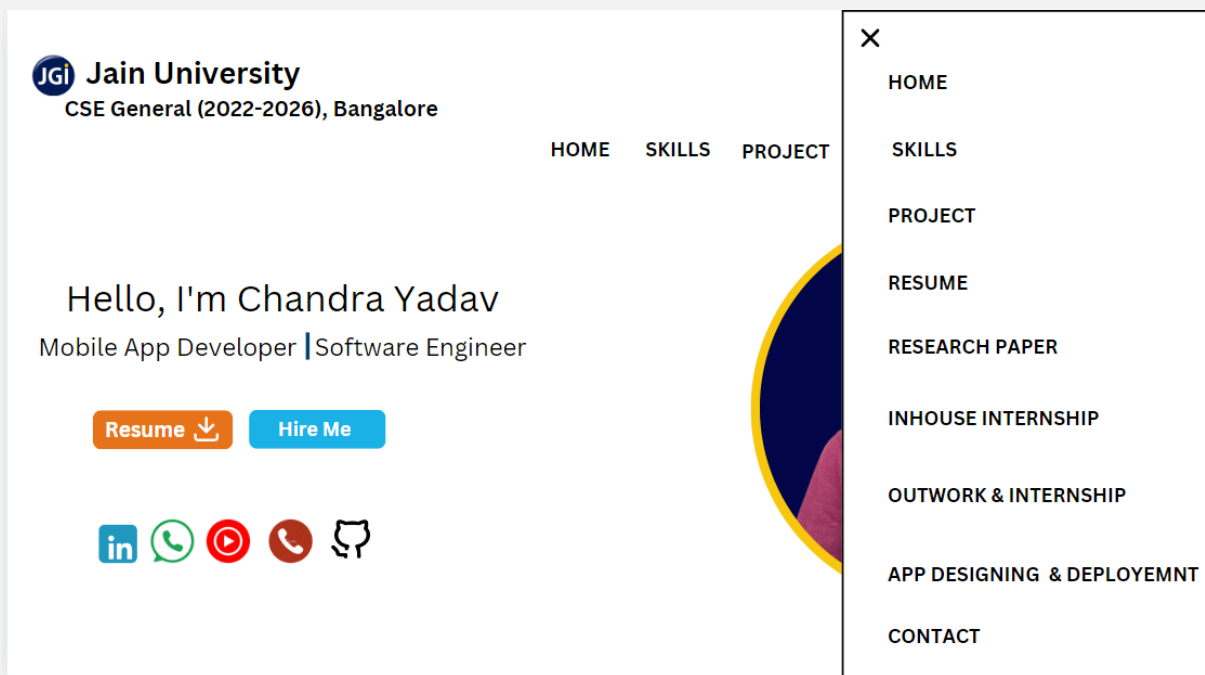 JGi Jain University
CSE General (2022-2026), Bangalore
HOME SKILLS PROJECT
Hello, I'm Chandra Yadav
Mobile App Developer | Software Engineer
Resume Hire Me
in
HOME
SKILLS
PROJECT
RESUME
RESEARCH PAPER
INHOUSE INTERNSHIP
OUTWORK & INTERNSHIP
APP DESIGNING & DEPLOYEMNT
CONTACT